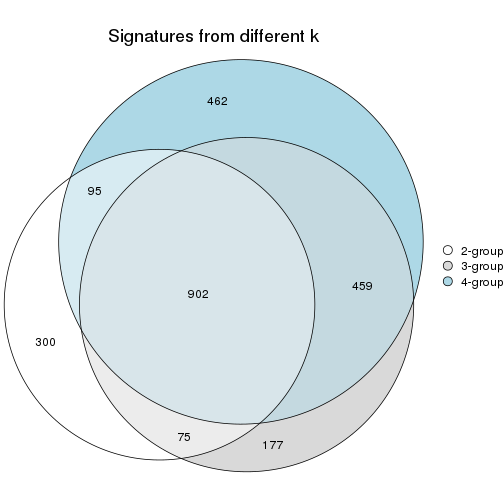 Signatures from different k
462
95
902
459
300
75
177
2-group
3-group
4-group